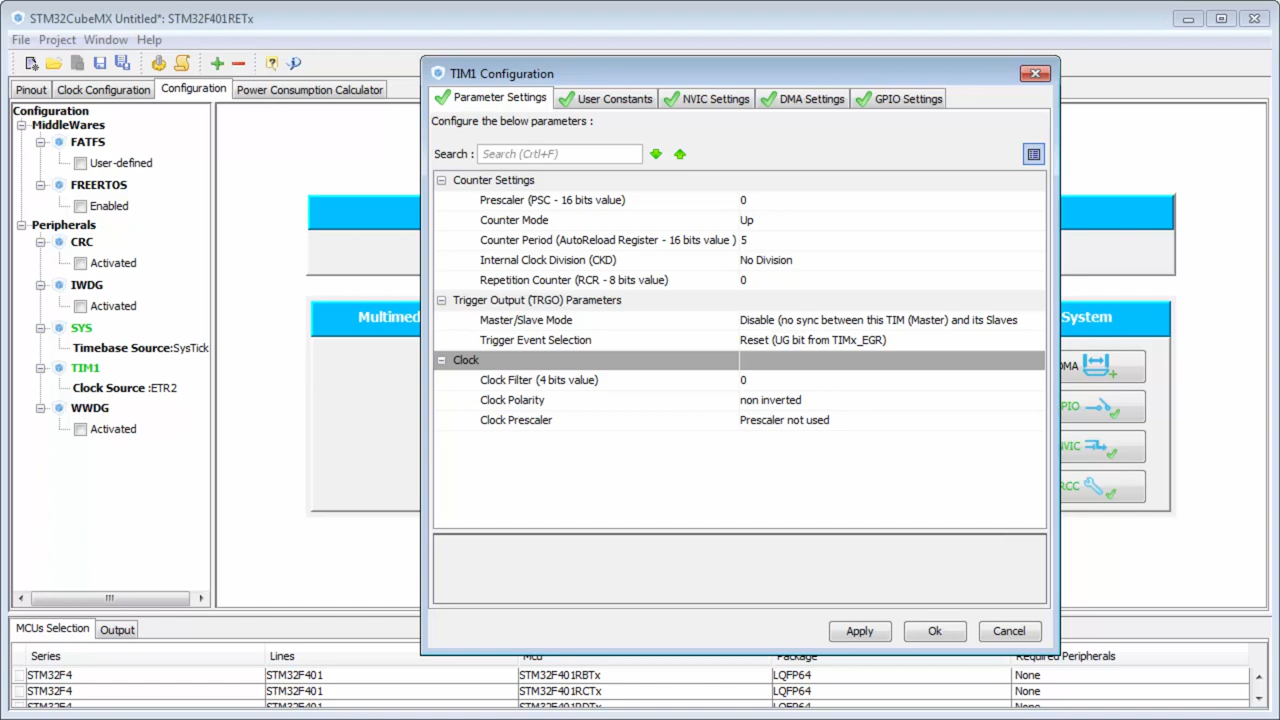 STM32CubeMX Untitled*: STM32F401RETx
File Project Window Help
Pinout Clock Configuration Configuration Power Consumption Calculator
Configuration
MiddleWares
FATFS
User-defined
FREERTOS
Enabled
Peripherals
CRC
Activated
IWDG
Activated
SYS
Timebase Source:SysTick
TIM1
Clock Source :ETR2
WWDG
Activated
Multimed
System
DMA
GPIO
NVIC
RCC
TIM1 Configuration
Parameter Settings User Constants NVIC Settings DMA Settings GPIO Settings
Configure the below parameters :
Search : Search (Crtl+F)
Counter Settings
Prescaler (PSC - 16 bits value) 0
Counter Mode Up
Counter Period (AutoReload Register - 16 bits value ) 5
Internal Clock Division (CKD) No Division
Repetition Counter (RCR - 8 bits value) 0
Trigger Output (TRGO) Parameters
Master/Slave Mode Disable (no sync between this TIM (Master) and its Slaves
Trigger Event Selection Reset (UG bit from TIMx_EGR)
Clock
Clock Filter (4 bits value) 0
Clock Polarity non inverted
Clock Prescaler Prescaler not used
Apply Ok Cancel
MCUs Selection Output
Series Lines Mcu Package Required Peripherals
STM32F4 STM32F401 STM32F401RBTx LQFP64 None
STM32F4 STM32F401 STM32F401RCTx LQFP64 None
STM32F4 STM32F401 STM32F401RDTx LQFP64 None